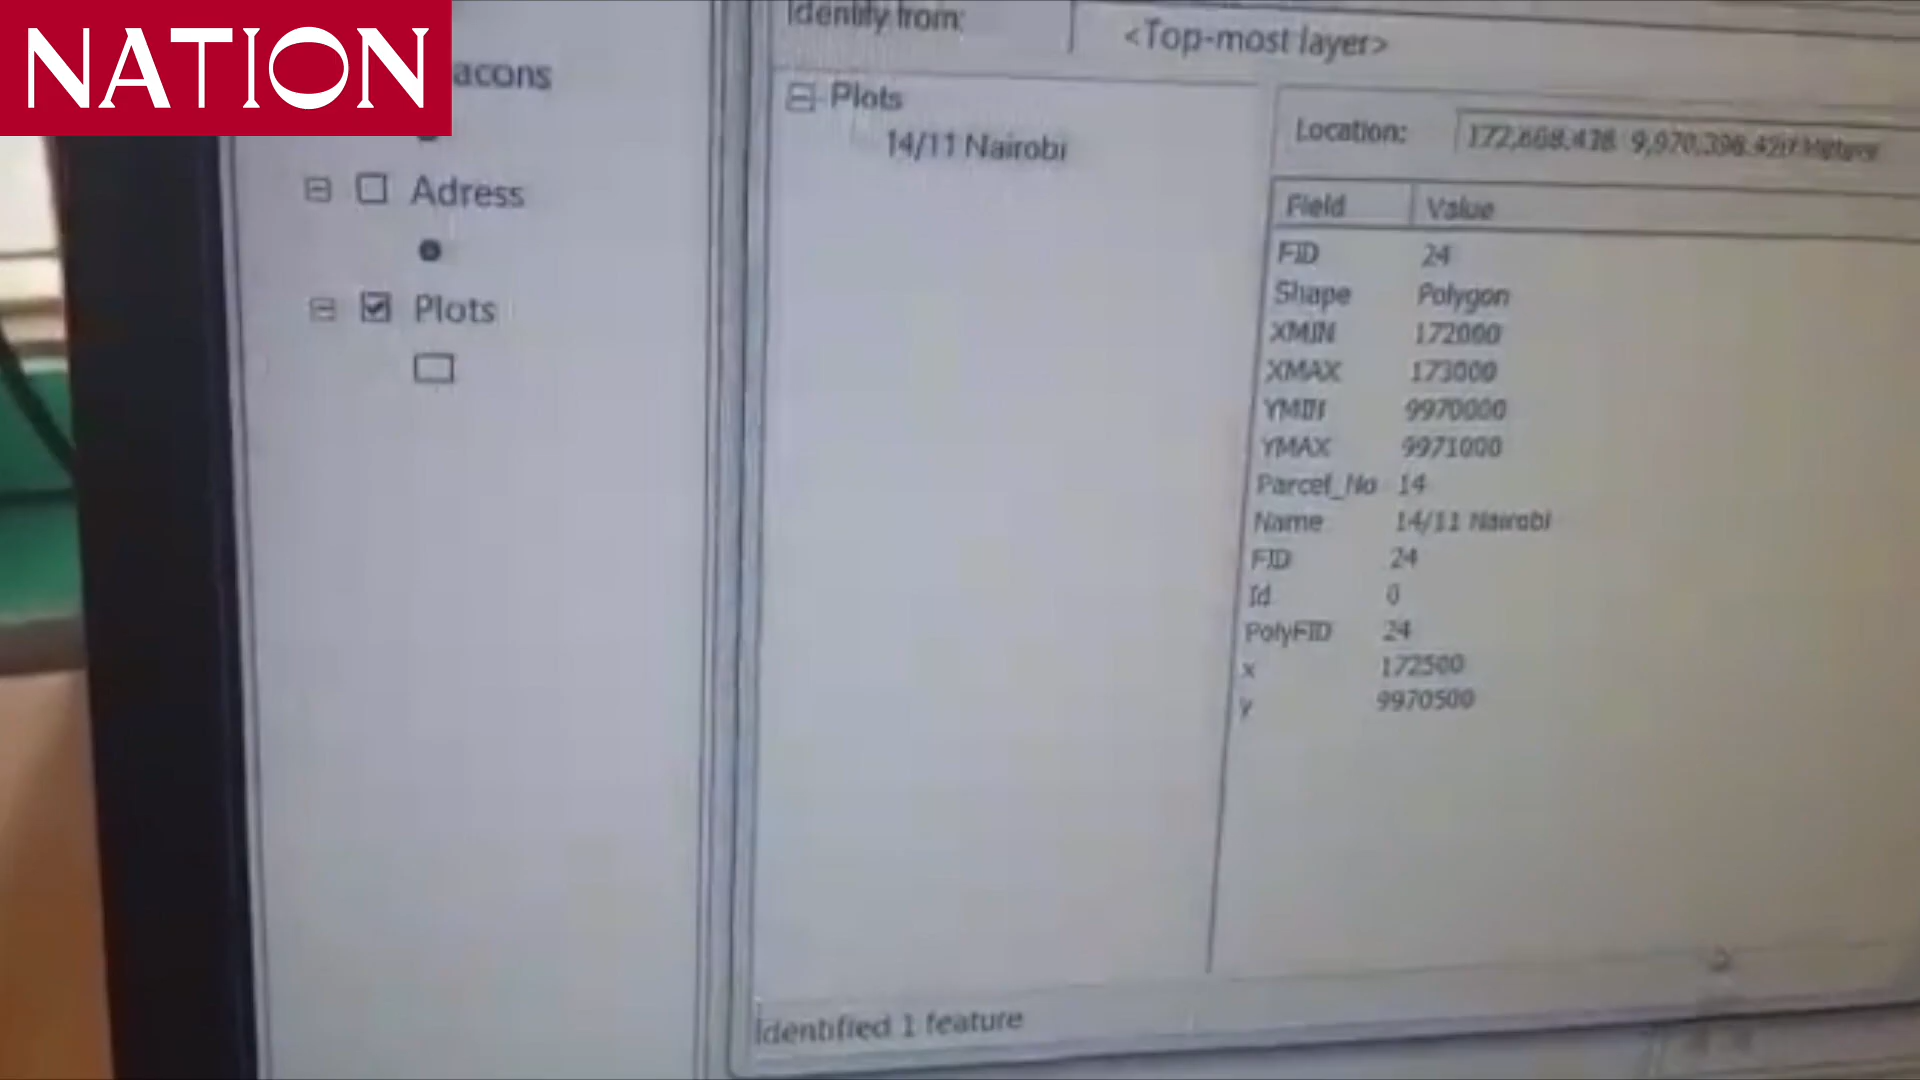 NATION
acons
Adress
Plots
Identify from:
<Top-most layer>
Plots
14/11 Nairobi
Location:
Field Value
FID 24
Shape Polygon
XMIN 172000
XMAX 173000
YMIN 9970000
YMAX 9971000
Parcel_No 14
Name 14/11 Nairobi
FID 24
Id 0
PolyFID 24
x 172500
y 9970500
Identified 1 feature